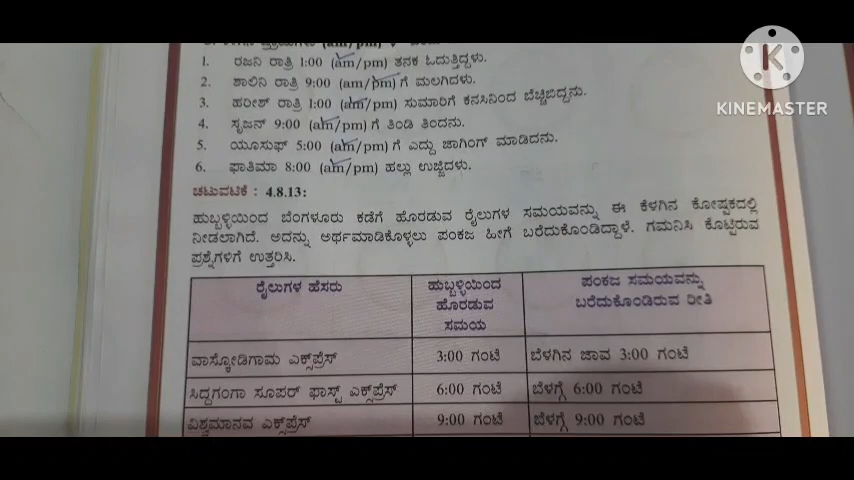 1. ರಜನಿ ರಾತ್ರಿ 1:00 (am/pm) ತನಕ ಓದುತ್ತಿದ್ದಳು.
2. ಶಾಲಿನಿ ರಾತ್ರಿ 9:00 (am/pm) ಗೆ ಮಲಗಿದಳು.
3. ಹರೀಶ್ ರಾತ್ರಿ 1:00 (am/pm) ಸುಮಾರಿಗೆ ಕನಸಿನಿಂದ ಬೆಚ್ಚಿಬಿದ್ದನು.
4. ಸೃಜನ್ 9:00 (am/pm) ಗೆ ತಿಂಡಿ ತಿಂದನು.
5. ಯೂಸುಫ್ 5:00 (am/pm) ಗೆ ಎದ್ದು ಜಾಗಿಂಗ್ ಮಾಡಿದನು.
6. ಫಾತಿಮಾ 8:00 (am/pm) ಹಲ್ಲು ಉಜ್ಜಿದಳು.
ಚಟುವಟಿಕೆ : 4.8.13:
ಹುಬ್ಬಳ್ಳಿಯಿಂದ ಬೆಂಗಳೂರು ಕಡೆಗೆ ಹೊರಡುವ ರೈಲುಗಳ ಸಮಯವನ್ನು ಈ ಕೆಳಗಿನ ಕೋಷ್ಟಕದಲ್ಲಿ
ನೀಡಲಾಗಿದೆ. ಅದನ್ನು ಅರ್ಥಮಾಡಿಕೊಳ್ಳಲು ಪಂಕಜ ಹೀಗೆ ಬರೆದುಕೊಂಡಿದ್ದಾಳೆ. ಗಮನಿಸಿ ಕೊಟ್ಟಿರುವ
ಪ್ರಶ್ನೆಗಳಿಗೆ ಉತ್ತರಿಸಿ.
ರೈಲುಗಳ ಹೆಸರು ಹುಬ್ಬಳ್ಳಿಯಿಂದ ಪಂಕಜ ಸಮಯವನ್ನು
ಹೊರಡುವ ಬರೆದುಕೊಂಡಿರುವ ರೀತಿ
ಸಮಯ
ವಾಸ್ಕೋಡಿಗಾಮ ಎಕ್ಸ್‌ಪ್ರೆಸ್ 3:00 ಗಂಟೆ ಬೆಳಗಿನ ಜಾವ 3:00 ಗಂಟೆ
ಸಿದ್ದಗಂಗಾ ಸೂಪರ್ ಫಾಸ್ಟ್ ಎಕ್ಸ್‌ಪ್ರೆಸ್ 6:00 ಗಂಟೆ ಬೆಳಗ್ಗೆ 6:00 ಗಂಟೆ
ವಿಶ್ವಮಾನವ ಎಕ್ಸ್‌ಪ್ರೆಸ್ 9:00 ಗಂಟೆ ಬೆಳಗ್ಗೆ 9:00 ಗಂಟೆ
K
KINEMASTER